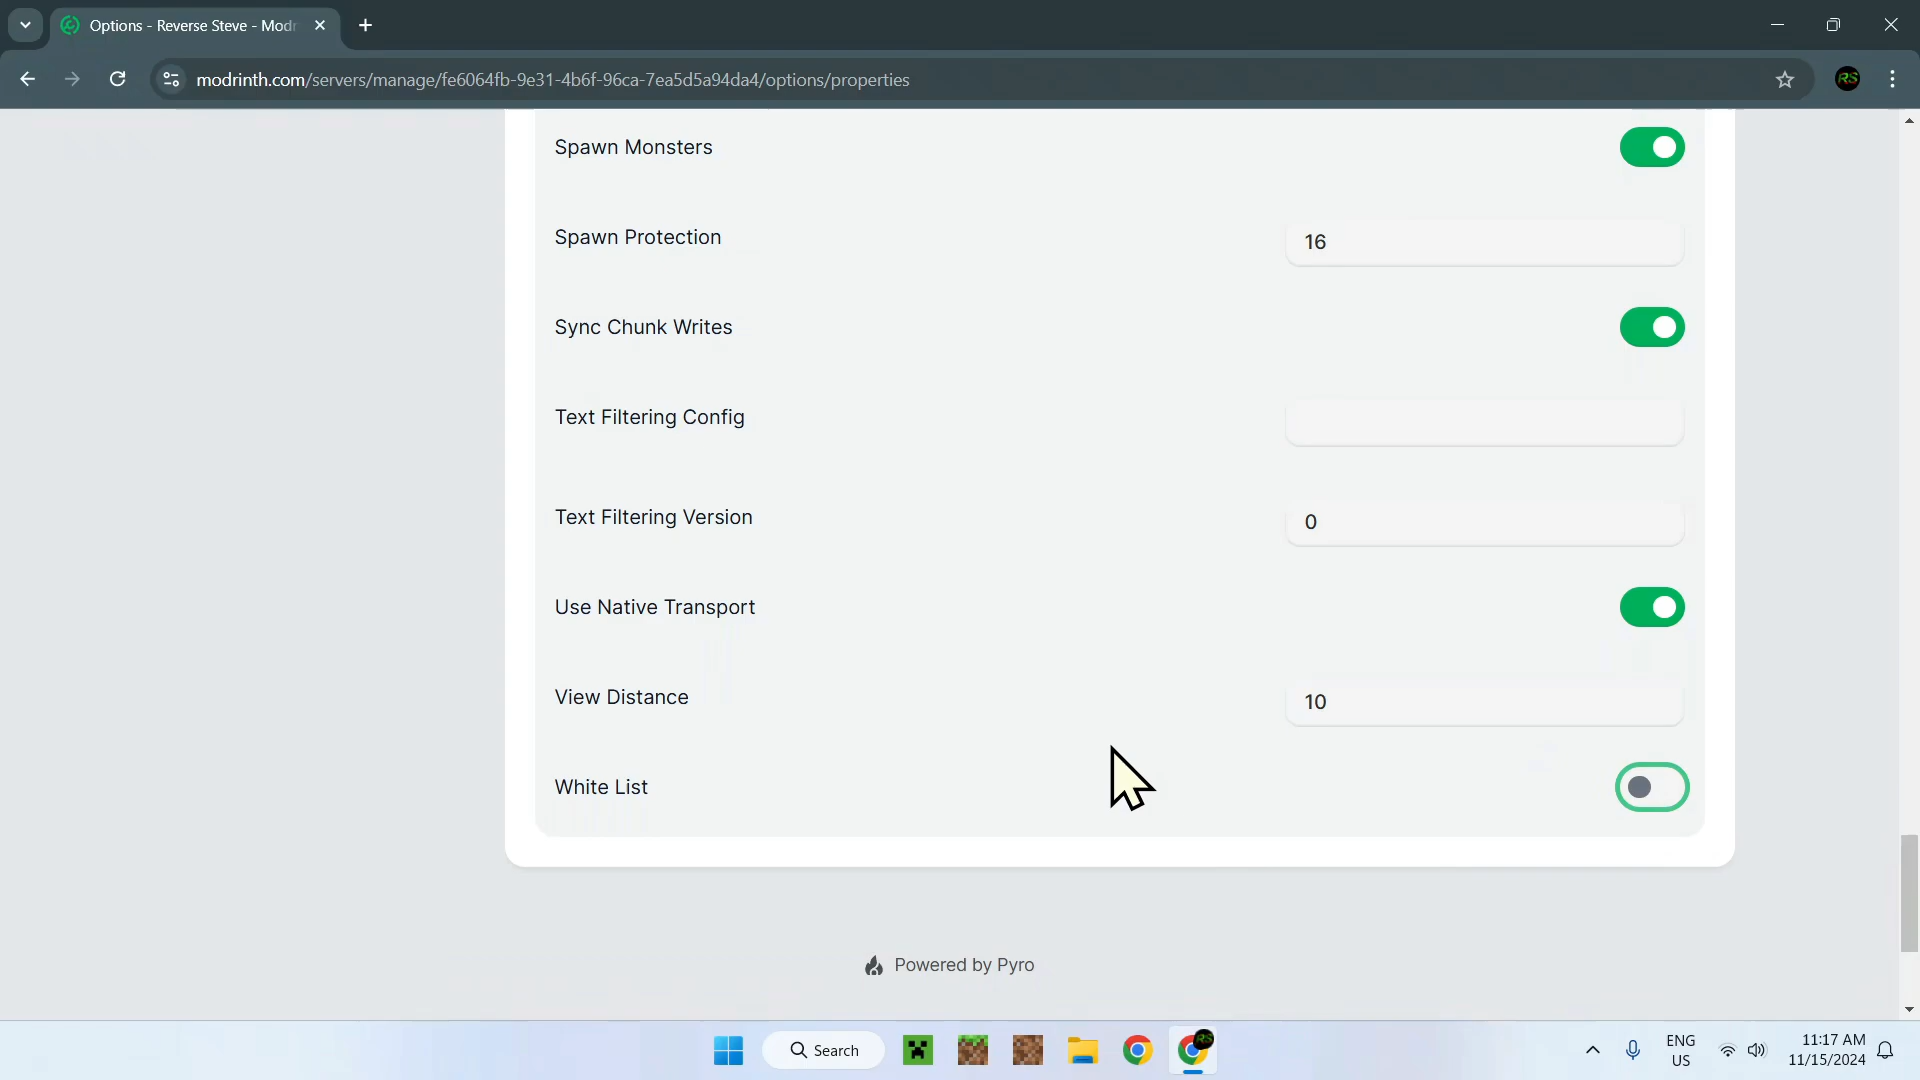 Options - Reverse Steve - Modr
modrinth.com/servers/manage/fe6064fb-9e31-4b6f-96ca-7ea5d5a94da4/options/properties
RS
Spawn Monsters
Spawn Protection
16
Sync Chunk Writes
Text Filtering Config
Text Filtering Version
0
Use Native Transport
View Distance
10
White List
Powered by Pyro
Search
RS
ENG
US
11:17 AM
11/15/2024